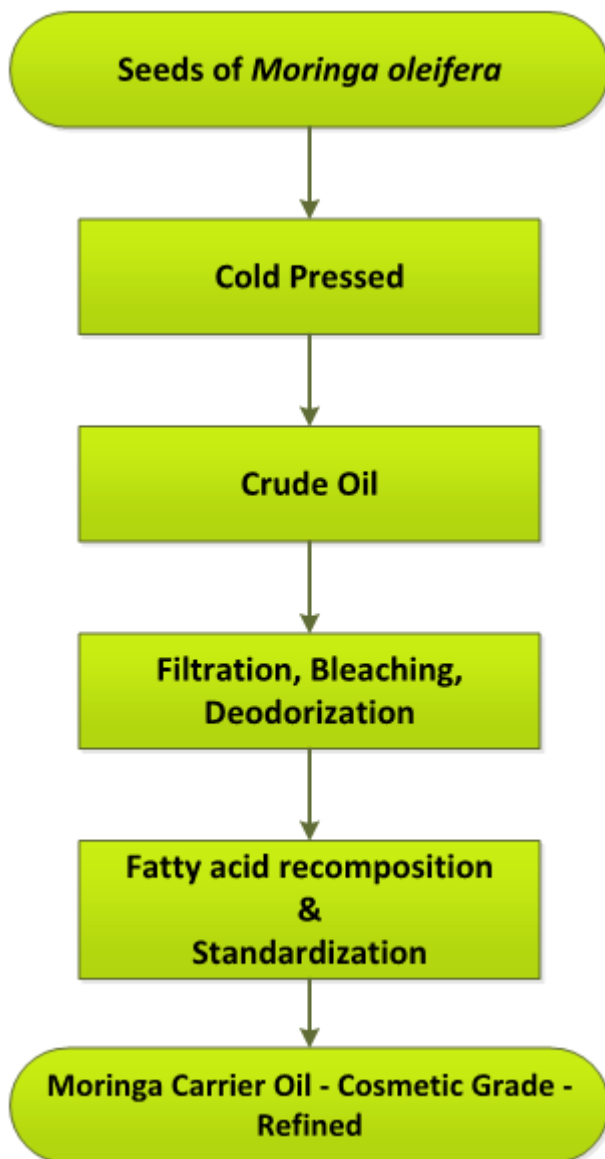 Seeds of Moringa oleifera
Cold Pressed
Crude Oil
Filtration, Bleaching,
Deodorization
Fatty acid recomposition
&
Standardization
Moringa Carrier Oil - Cosmetic Grade -
Refined